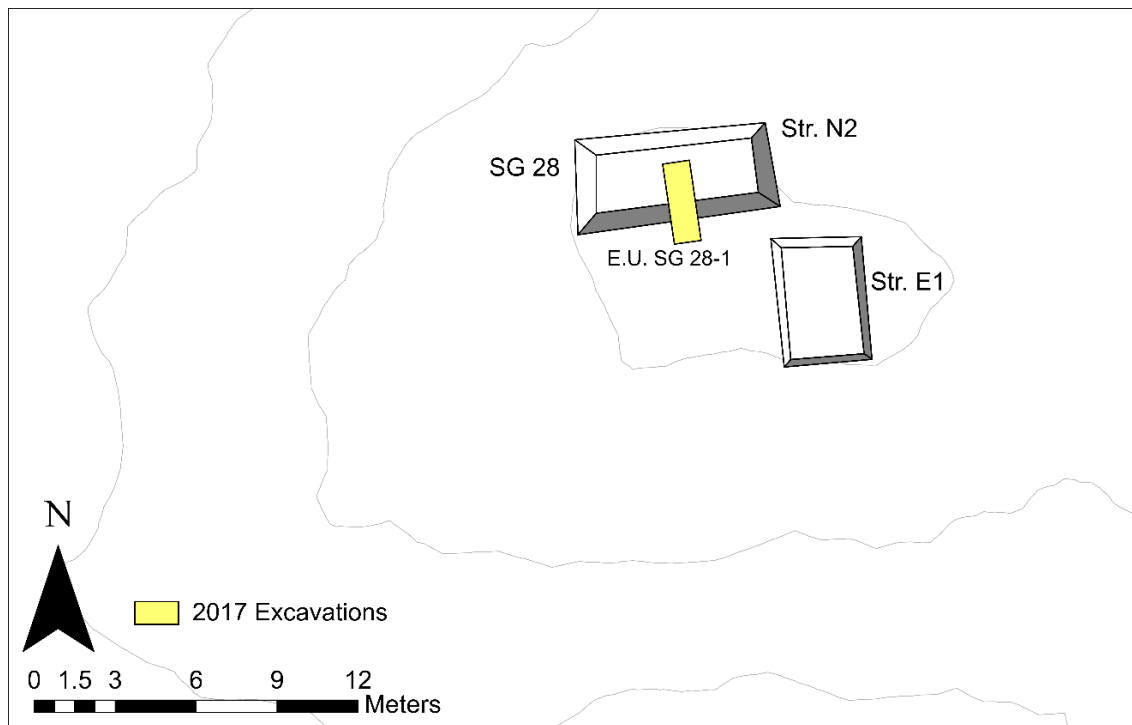 Str. N2
SG 28
E.U. SG 28-1
Str. E1
N
2017 Excavations
0 1.5 3 6 9 12
Meters